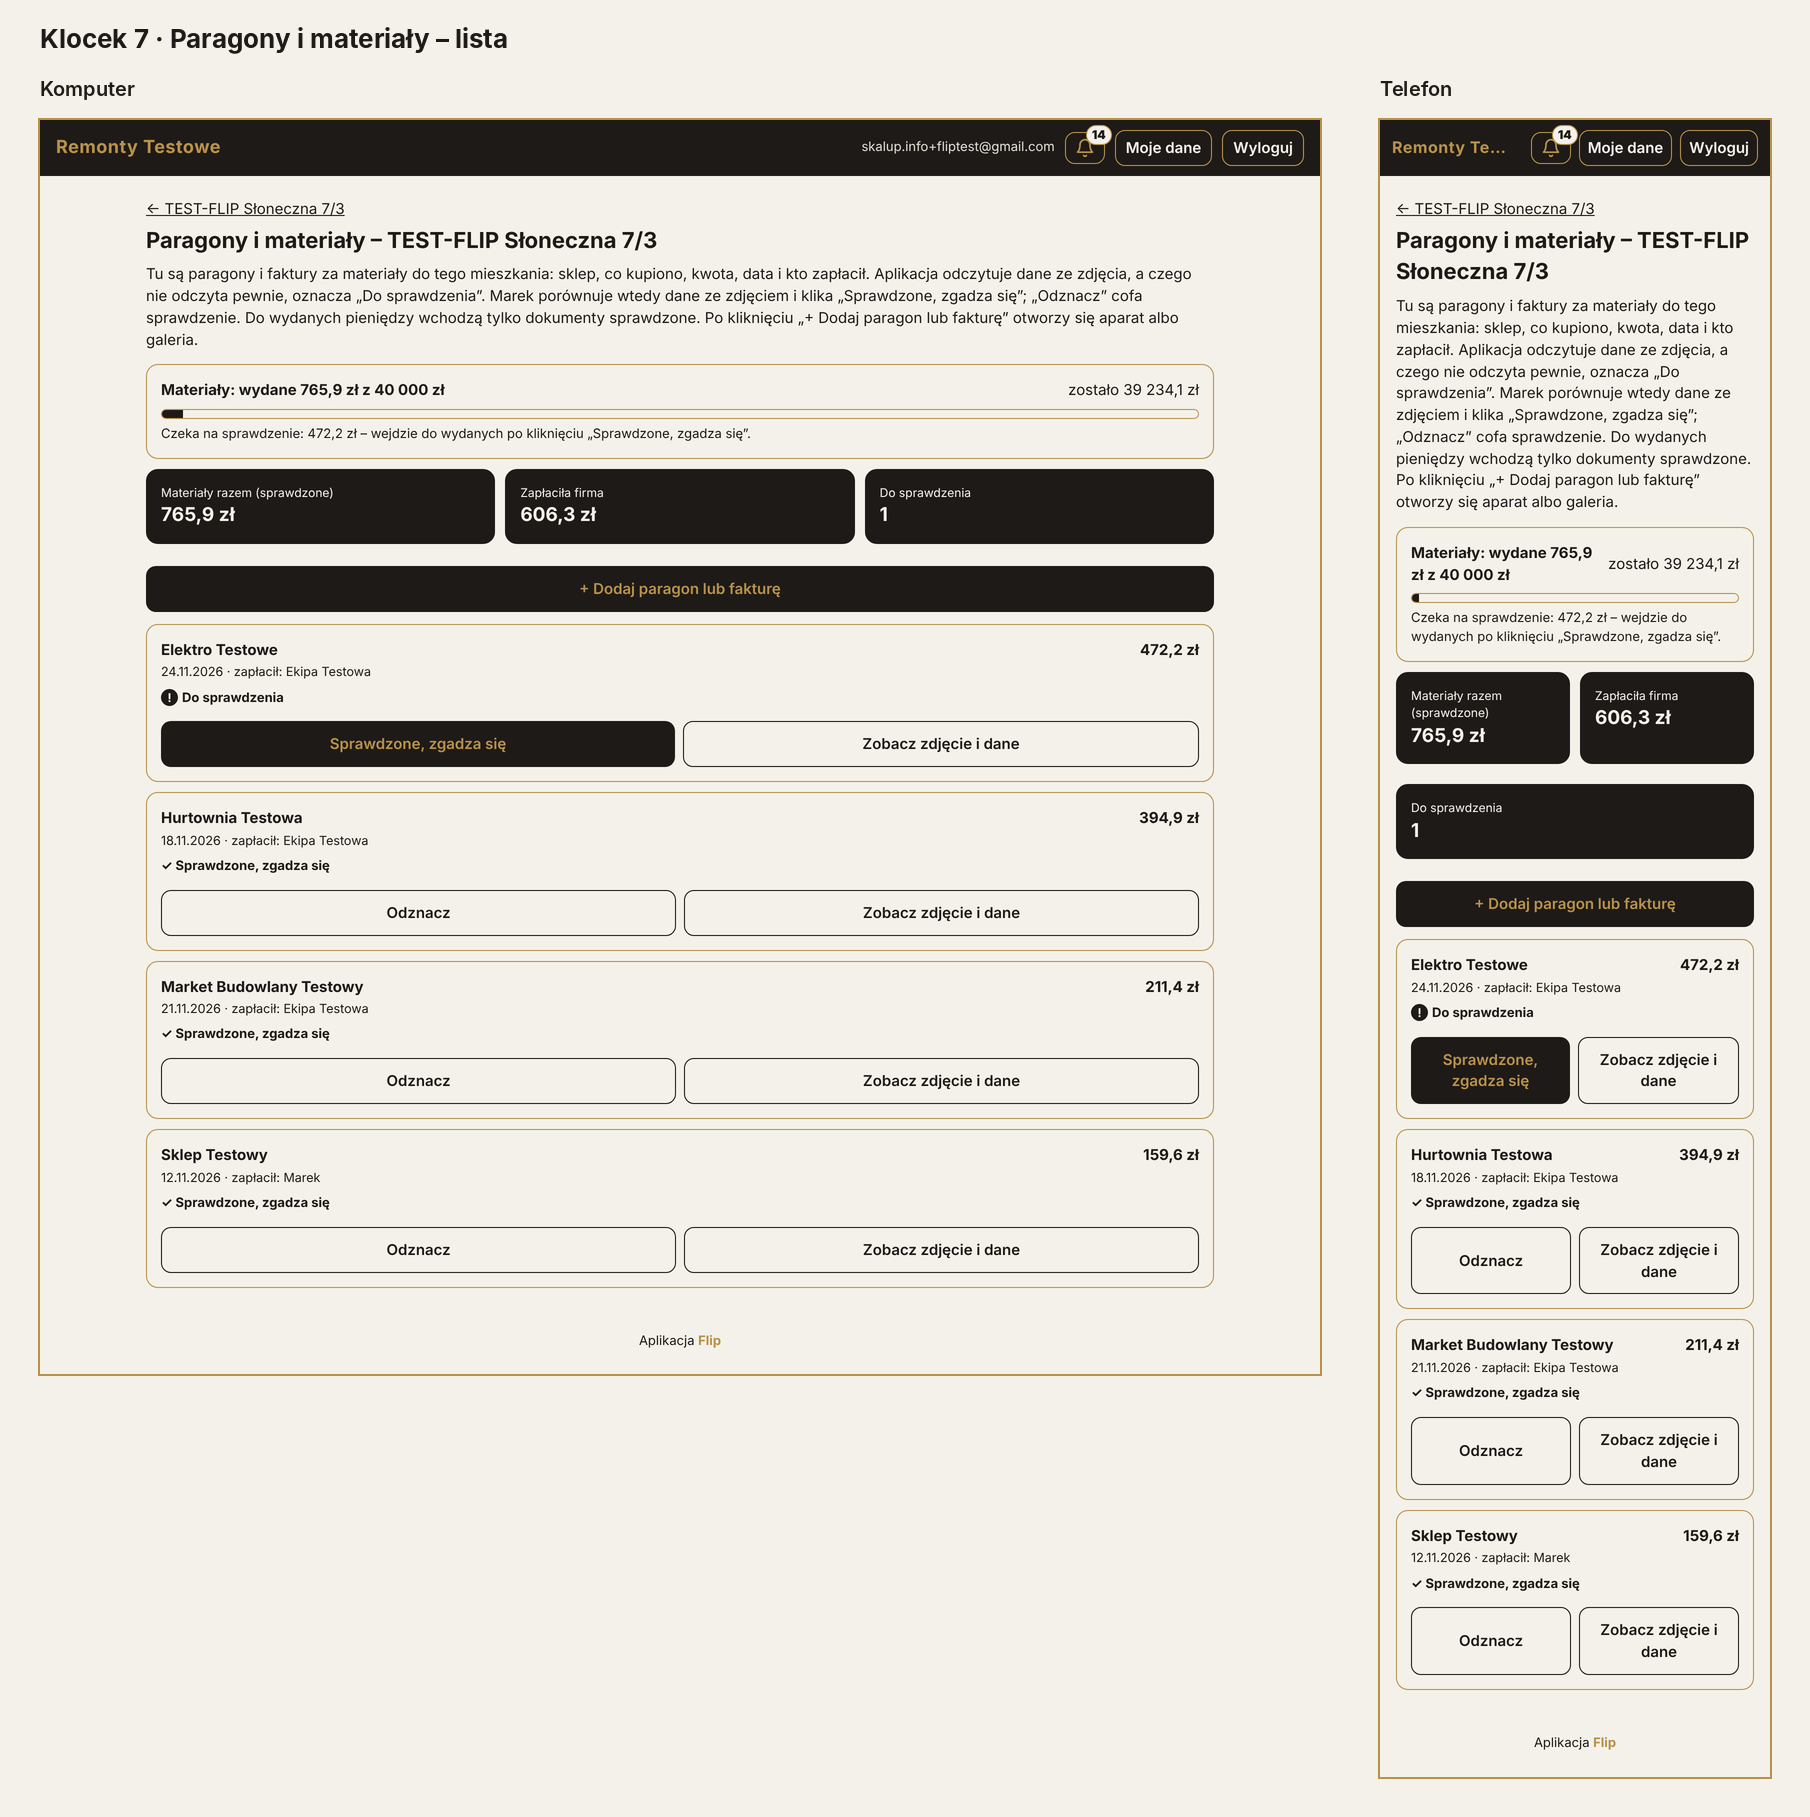 Klocek 7 · Paragony i materiały – lista
Komputer
Remonty Testowe
skalup.info+fliptest@gmail.com
14
Moje dane
Wyloguj
← TEST-FLIP Słoneczna 7/3
Paragony i materiały – TEST-FLIP Słoneczna 7/3
Tu są paragony i faktury za materiały do tego mieszkania: sklep, co kupiono, kwota, data i kto zapłacił. Aplikacja odczytuje dane ze zdjęcia, a czego
nie odczyta pewnie, oznacza „Do sprawdzenia”. Marek porównuje wtedy dane ze zdjęciem i klika „Sprawdzone, zgadza się”; „Odznacz” cofa
sprawdzenie. Do wydanych pieniędzy wchodzą tylko dokumenty sprawdzone. Po kliknięciu „+ Dodaj paragon lub fakturę” otworzy się aparat albo
galeria.
Materiały: wydane 765,9 zł z 40 000 zł
zostało 39 234,1 zł
Czeka na sprawdzenie: 472,2 zł – wejdzie do wydanych po kliknięciu „Sprawdzone, zgadza się”.
Materiały razem (sprawdzone)
765,9 zł
Zapłaciła firma
606,3 zł
Do sprawdzenia
1
+ Dodaj paragon lub fakturę
Elektro Testowe
472,2 zł
24.11.2026 · zapłacił: Ekipa Testowa
! Do sprawdzenia
Sprawdzone, zgadza się
Zobacz zdjęcie i dane
Hurtownia Testowa
394,9 zł
18.11.2026 · zapłacił: Ekipa Testowa
✓ Sprawdzone, zgadza się
Odznacz
Zobacz zdjęcie i dane
Market Budowlany Testowy
211,4 zł
21.11.2026 · zapłacił: Ekipa Testowa
✓ Sprawdzone, zgadza się
Odznacz
Zobacz zdjęcie i dane
Sklep Testowy
159,6 zł
12.11.2026 · zapłacił: Marek
✓ Sprawdzone, zgadza się
Odznacz
Zobacz zdjęcie i dane
Aplikacja Flip
Telefon
Remonty Te...
14
Moje dane
Wyloguj
← TEST-FLIP Słoneczna 7/3
Paragony i materiały – TEST-FLIP
Słoneczna 7/3
Tu są paragony i faktury za materiały do tego
mieszkania: sklep, co kupiono, kwota, data i kto
zapłacił. Aplikacja odczytuje dane ze zdjęcia, a
czego nie odczyta pewnie, oznacza „Do
sprawdzenia”. Marek porównuje wtedy dane ze
zdjęciem i klika „Sprawdzone, zgadza się”;
„Odznacz” cofa sprawdzenie. Do wydanych
pieniędzy wchodzą tylko dokumenty sprawdzone.
Po kliknięciu „+ Dodaj paragon lub fakturę”
otworzy się aparat albo galeria.
Materiały: wydane 765,9
zł z 40 000 zł
zostało 39 234,1 zł
Czeka na sprawdzenie: 472,2 zł – wejdzie do
wydanych po kliknięciu „Sprawdzone, zgadza się”.
Materiały razem
(sprawdzone)
765,9 zł
Zapłaciła firma
606,3 zł
Do sprawdzenia
1
+ Dodaj paragon lub fakturę
Elektro Testowe
472,2 zł
24.11.2026 · zapłacił: Ekipa Testowa
! Do sprawdzenia
Sprawdzone,
zgadza się
Zobacz zdjęcie i
dane
Hurtownia Testowa
394,9 zł
18.11.2026 · zapłacił: Ekipa Testowa
✓ Sprawdzone, zgadza się
Odznacz
Zobacz zdjęcie i
dane
Market Budowlany Testowy
211,4 zł
21.11.2026 · zapłacił: Ekipa Testowa
✓ Sprawdzone, zgadza się
Odznacz
Zobacz zdjęcie i
dane
Sklep Testowy
159,6 zł
12.11.2026 · zapłacił: Marek
✓ Sprawdzone, zgadza się
Odznacz
Zobacz zdjęcie i
dane
Aplikacja Flip